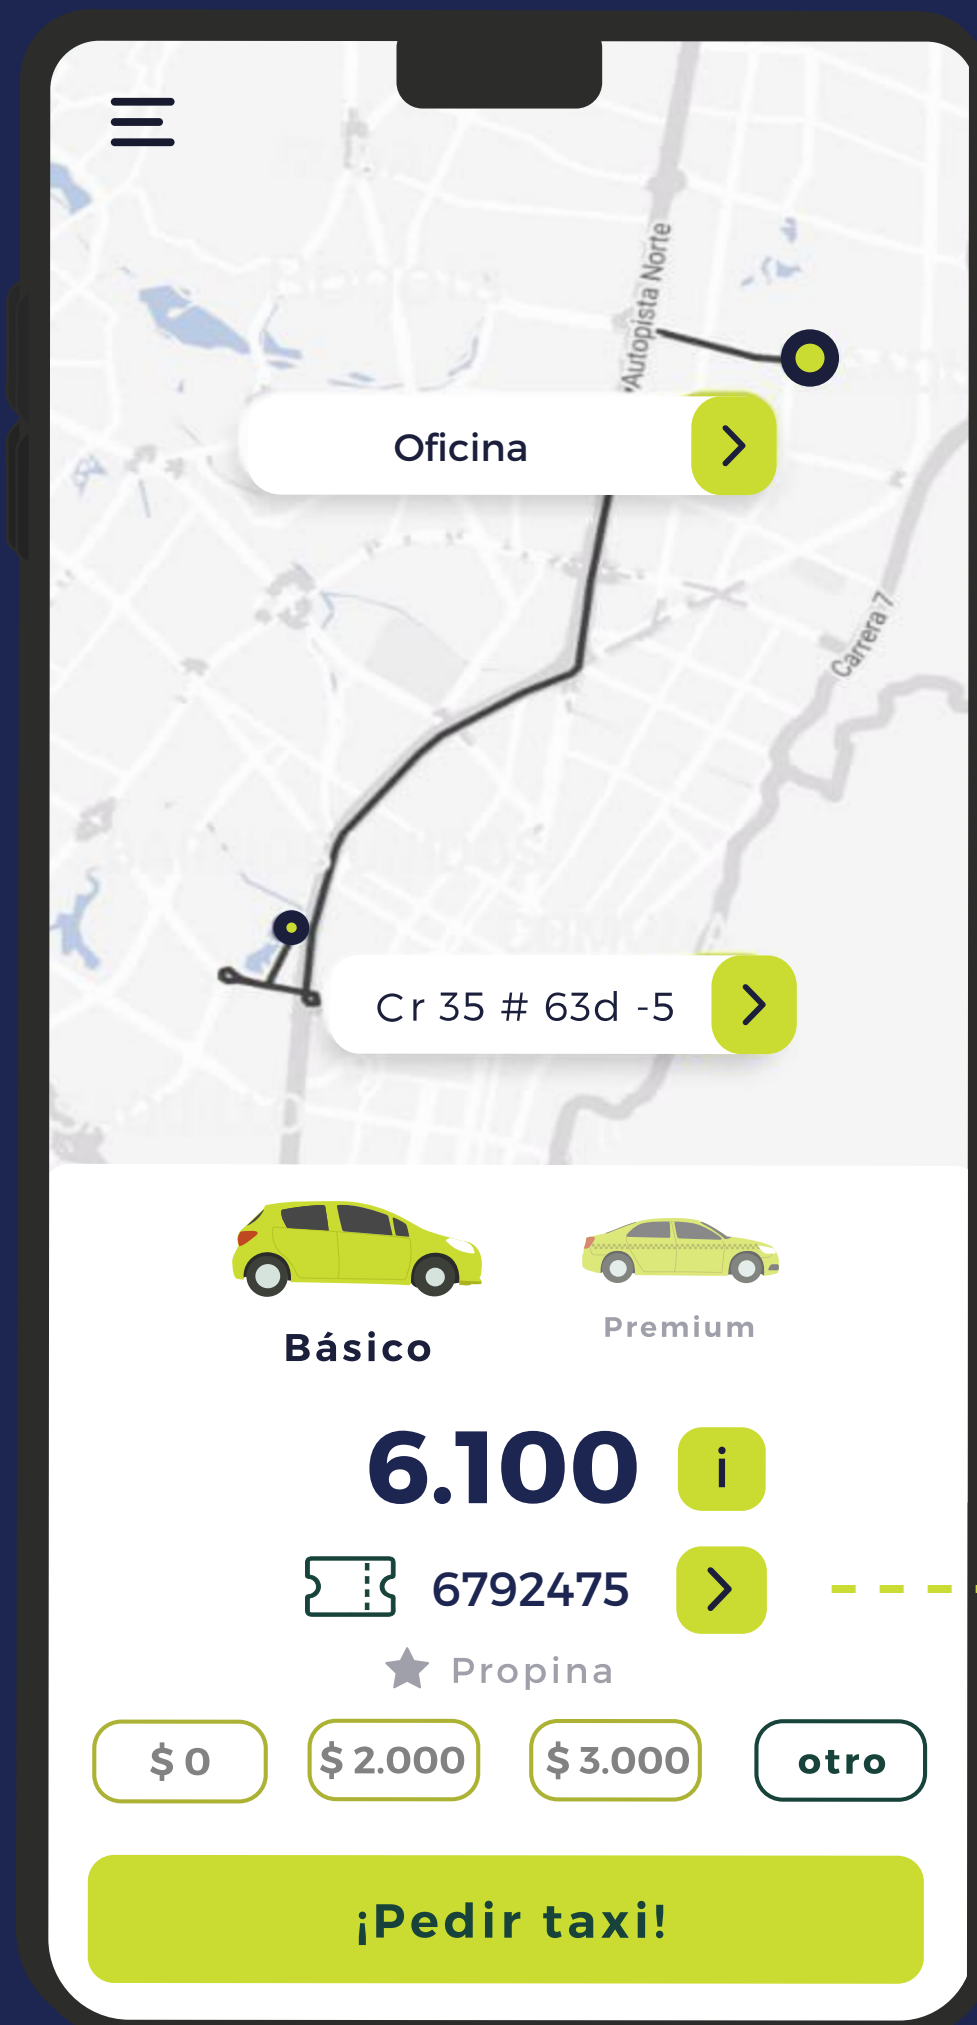 Autopista Norte
Oficina
Carrera 7
Cr 35 # 63d -5
Básico
Premium
6.100
i
6792475
Propina
$ 0
$ 2.000
$ 3.000
otro
¡Pedir taxi!